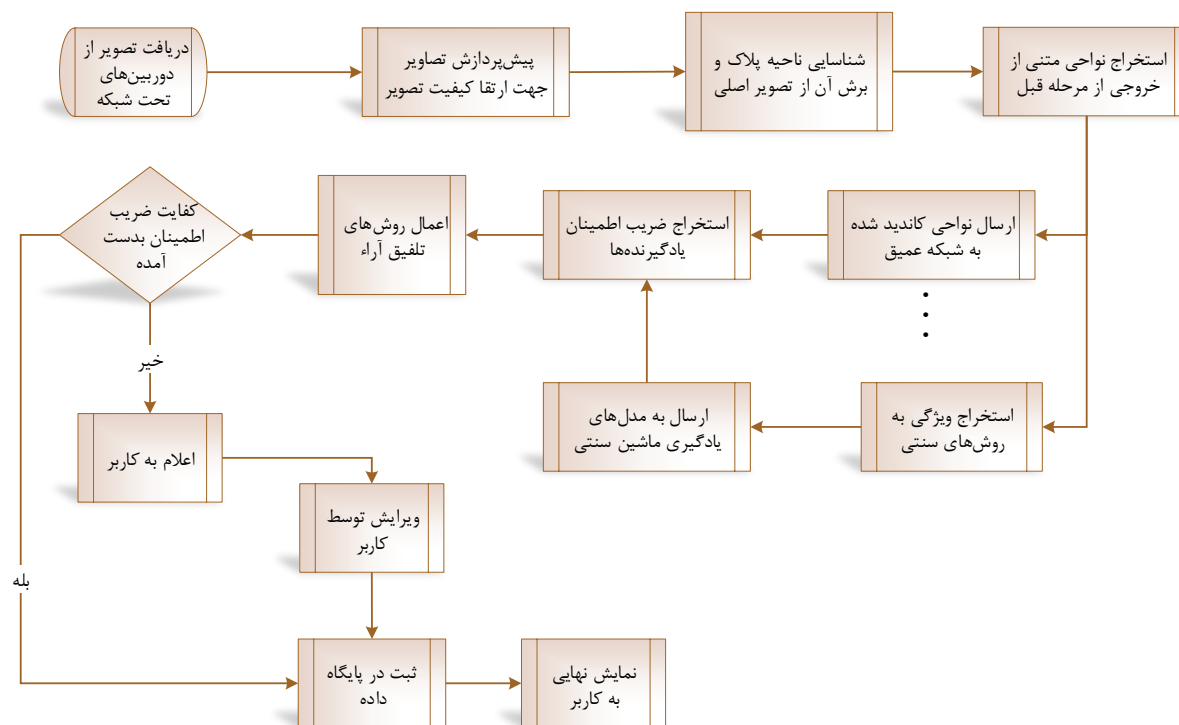 دریافت تصویر از
دوربین‌های
تحت شبکه
پیش‌پردازش تصاویر
جهت ارتقا کیفیت تصویر
شناسایی ناحیه پلاک و
برش آن از تصویر اصلی
استخراج نواحی متنی از
خروجی از مرحله قبل
ارسال نواحی کاندید شده
به شبکه عمیق
استخراج ضریب اطمینان
یادگیرنده‌ها
اعمال روش‌های
تلفیق آراء
کفایت ضریب
اطمینان بدست
آمده
استخراج ویژگی به
روش‌های سنتی
ارسال به مدل‌های
یادگیری ماشین سنتی
خیر
اعلام به کاربر
ویرایش توسط
کاربر
بله
ثبت در پایگاه
داده
نمایش نهایی
به کاربر